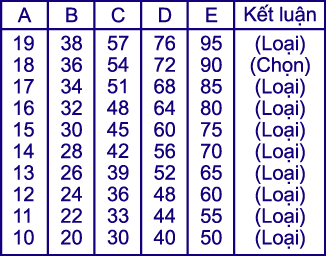 A B C D E Kết luận
19 38 57 76 95 (Loại)
18 36 54 72 90 (Chọn)
17 34 51 68 85 (Loại)
16 32 48 64 80 (Loại)
15 30 45 60 75 (Loại)
14 28 42 56 70 (Loại)
13 26 39 52 65 (Loại)
12 24 36 48 60 (Loại)
11 22 33 44 55 (Loại)
10 20 30 40 50 (Loại)